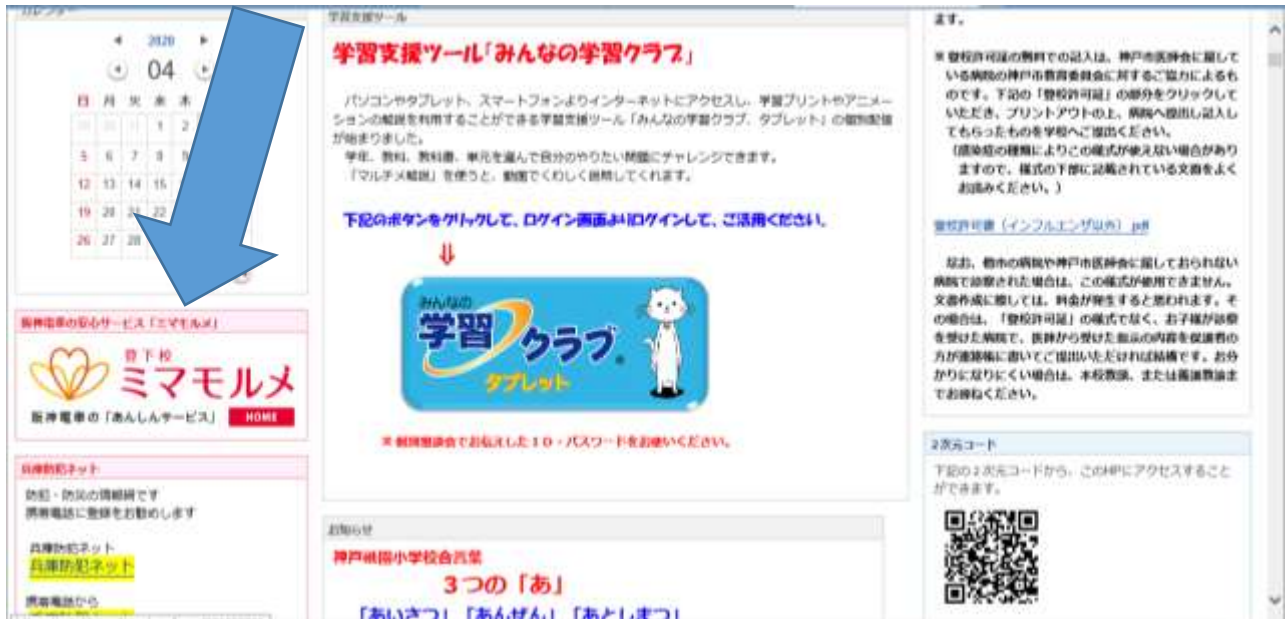 カレンダー
2020
04
日 月 火 水 木
1 2
5 6 7 8 9
12 13 14 15
19 20 21 22
26 27 28
阪神電車の安心サービス「ミマモルメ」
登下校
ミマモルメ
阪神電車の「あんしんサービス」 HOME
兵庫防犯ネット
防犯・防災の情報網です
携帯電話に登録をお勧めします
兵庫防犯ネット
兵庫防犯ネット
携帯電話から
学習支援ツール
学習支援ツール「みんなの学習クラブ」
パソコンやタブレット、スマートフォンよりインターネットにアクセスし、学習プリントやアニメー
ションの解説を利用することができる学習支援ツール「みんなの学習クラブ、タブレット」の個別配信
が始まりました。
学年、教科、教科書、単元を選んで自分のやりたい問題にチャレンジできます。
「マルチメ解説」を使うと、動画でくわしく説明してくれます。
下記のボタンをクリックして、ログイン画面よりログインして、ご活用ください。
⇓
みんなの
学習クラブ
タブレット
※個別懇談会でお伝えしたID・パスワードをお使いください。
お知らせ
神戸祇園小学校合言葉
3つの「あ」
「あいさつ」「あんぜん」「あとしまつ」
ます。
※ 登校許可証の無料での記入は、神戸市医師会に属して
いる病院の神戸市教育委員会に対するご協力によるも
のです。下記の「登校許可証」の部分をクリックして
いただき、プリントアウトの上、病院へ提出し記入し
てもらったものを学校へご提出ください。
(感染症の種類によりこの様式が使えない場合があり
ますので、様式の下部に記載されている文面をよく
お読みください。)
登校許可書(インフルエンザ以外).pdf
なお、他市の病院や神戸市医師会に属しておられない
病院で診察された場合は、この様式が使用できません。
文書作成に際しては、料金が発生すると思われます。そ
の場合は、「登校許可証」の様式でなく、お子様が診察
を受けた病院で、医師から受けた指示の内容を保護者の
方が連絡帳に書いてご提出いただければ結構です。お分
かりになりにくい場合は、本校教頭、または養護教諭ま
でお尋ねください。
2次元コード
下記の2次元コードから、このHPにアクセスすること
ができます。